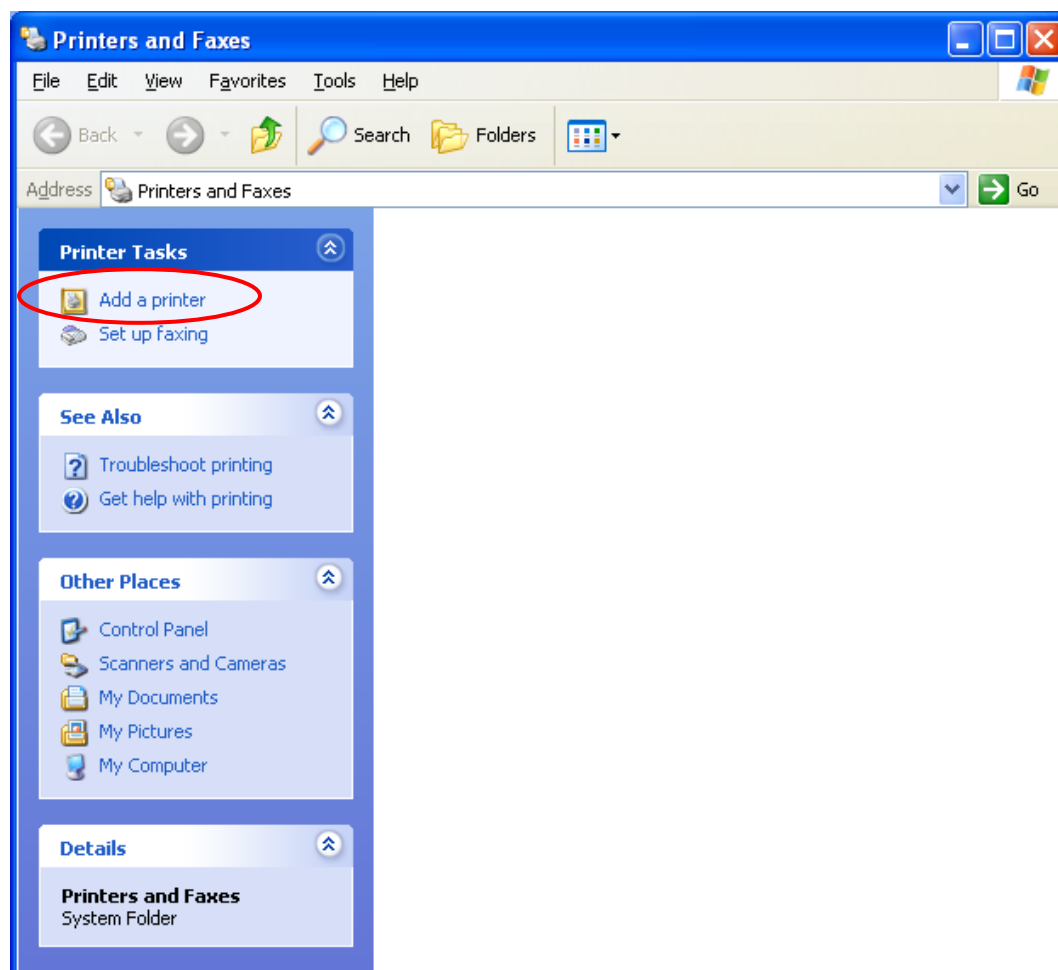 Printers and Faxes
File Edit View Favorites Tools Help
Back Search Folders
Address Printers and Faxes Go
Printer Tasks
Add a printer
Set up faxing
See Also
Troubleshoot printing
Get help with printing
Other Places
Control Panel
Scanners and Cameras
My Documents
My Pictures
My Computer
Details
Printers and Faxes
System Folder